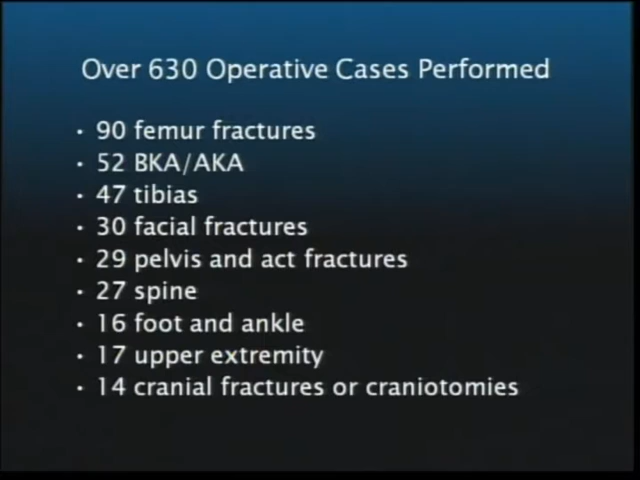 Over 630 Operative Cases Performed
• 90 femur fractures
• 52 BKA/AKA
• 47 tibias
• 30 facial fractures
• 29 pelvis and act fractures
• 27 spine
• 16 foot and ankle
• 17 upper extremity
• 14 cranial fractures or craniotomies